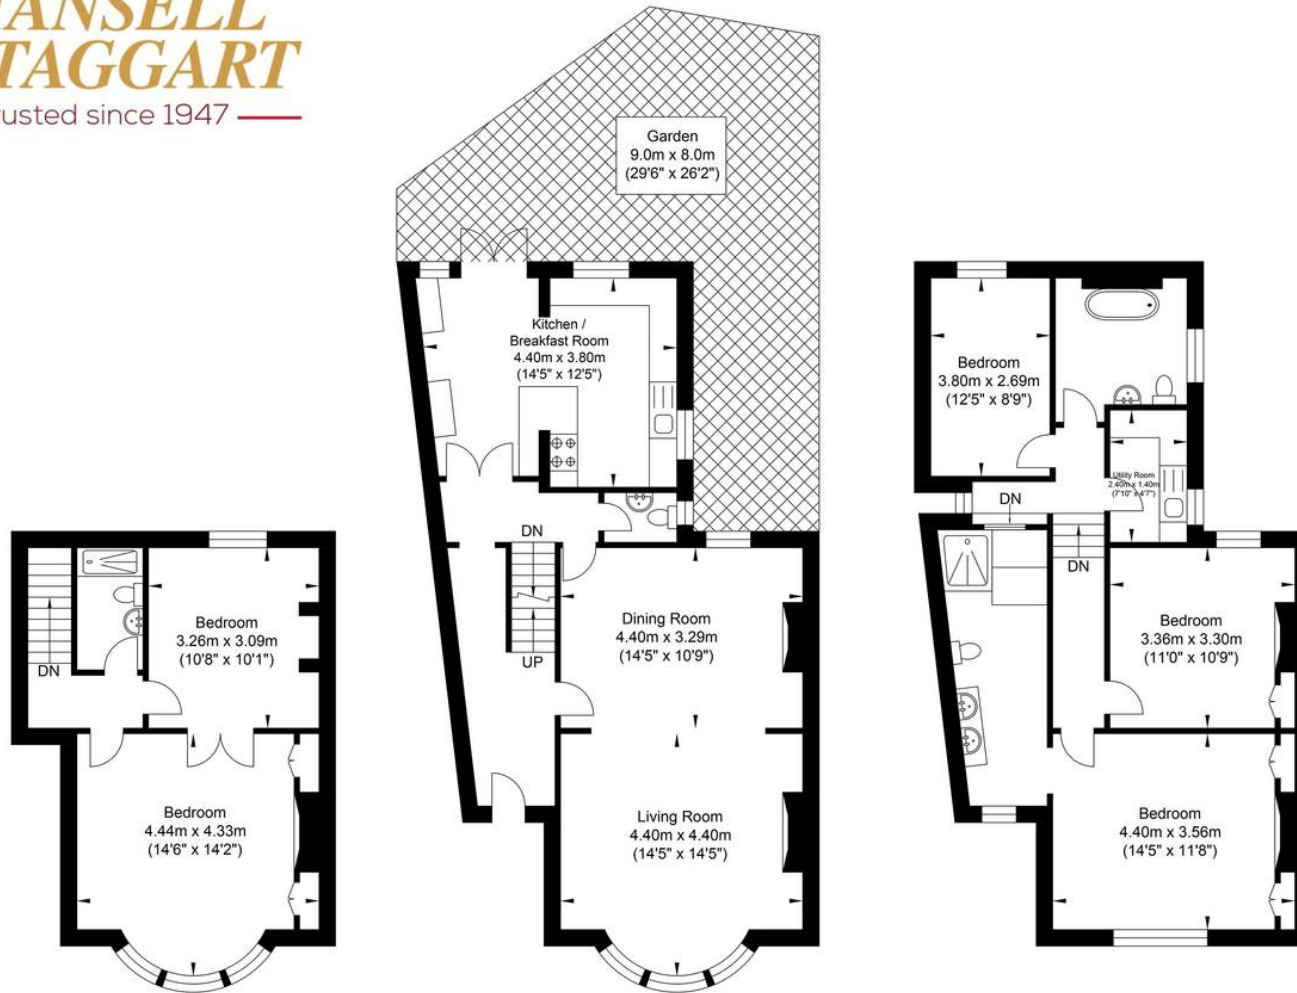 ANSELL
TAGGART
rusted since 1947
Garden
9.0m x 8.0m
(29'6" x 26'2")
Kitchen /
Breakfast Room
4.40m x 3.80m
(14'5" x 12'5")
DN
UP
Dining Room
4.40m x 3.29m
(14'5" x 10'9")
Living Room
4.40m x 4.40m
(14'5" x 14'5")
DN
Bedroom
3.26m x 3.09m
(10'8" x 10'1")
Bedroom
4.44m x 4.33m
(14'6" x 14'2")
Bedroom
3.80m x 2.69m
(12'5" x 8'9")
Utility Room
2.40m x 1.40m
(7'10" x 4'7")
DN
DN
Bedroom
3.36m x 3.30m
(11'0" x 10'9")
Bedroom
4.40m x 3.56m
(14'5" x 11'8")